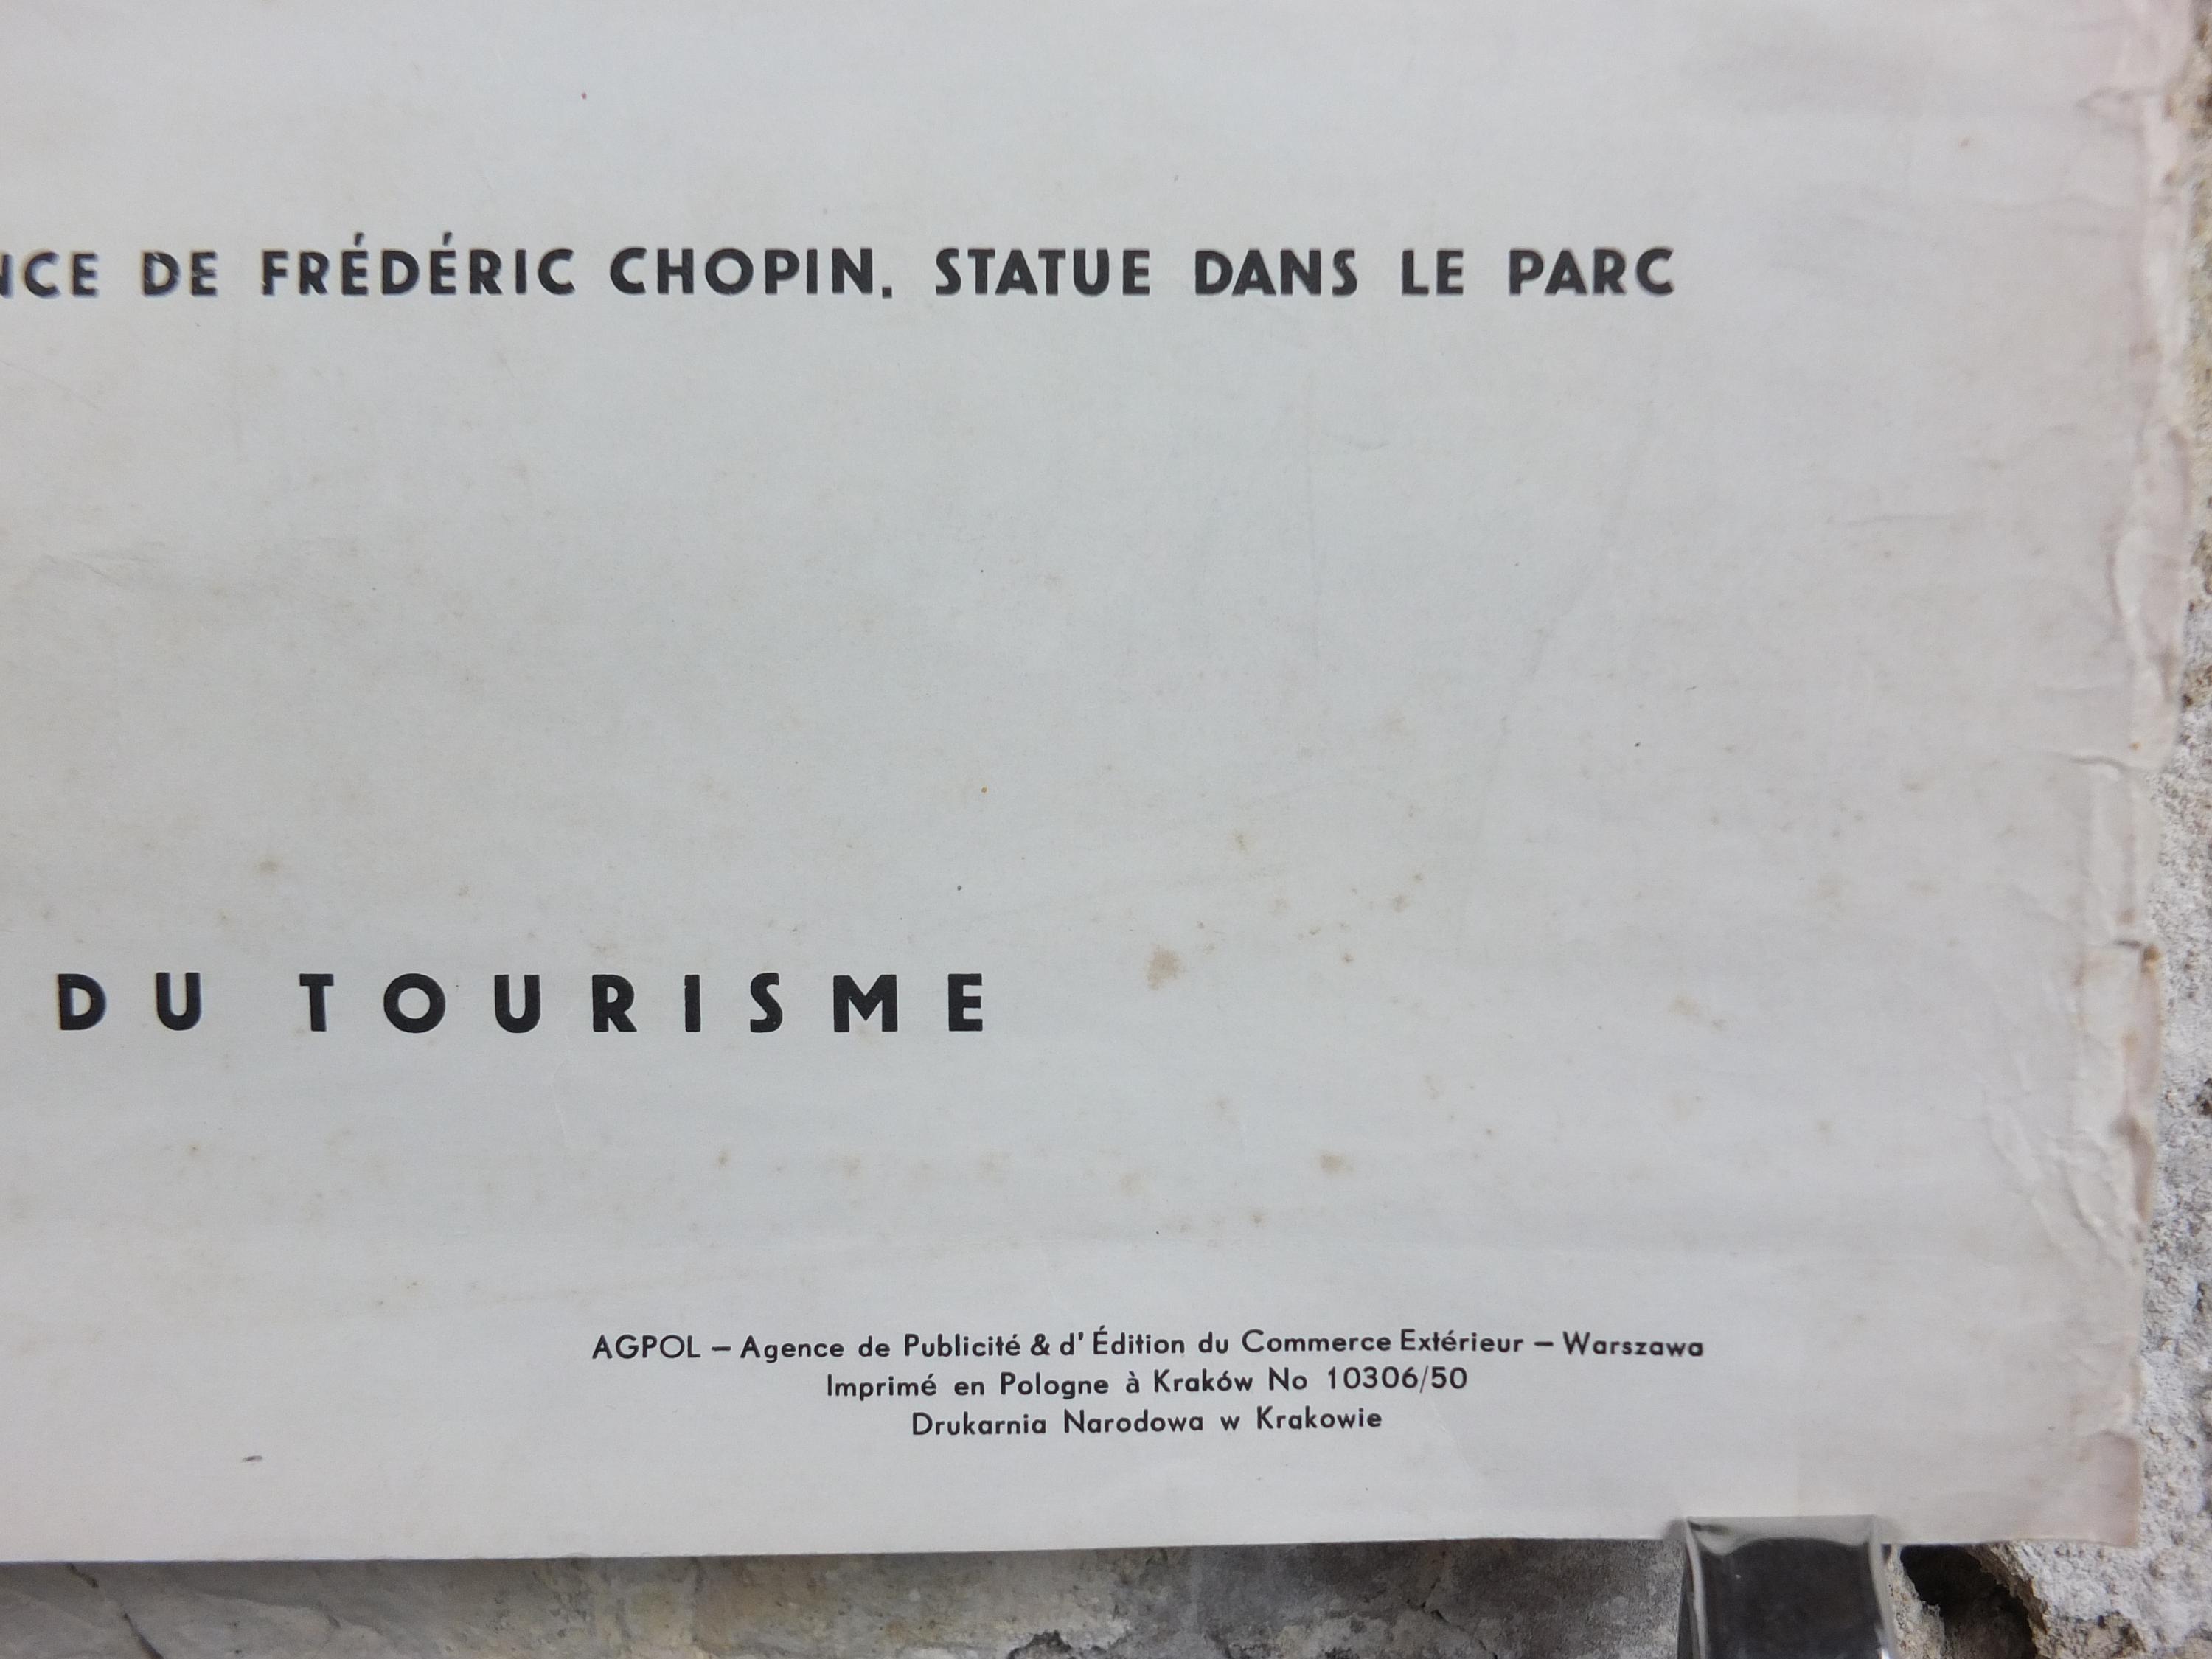 NCE DE FRÉDÉRIC CHOPIN. STATUE DANS LE PARC
DU TOURISME
AGPOL – Agence de Publicité & d' Édition du Commerce Extérieur – Warszawa
Imprimé en Pologne à Kraków No 10306/50
Drukarnia Narodowa w Krakowie